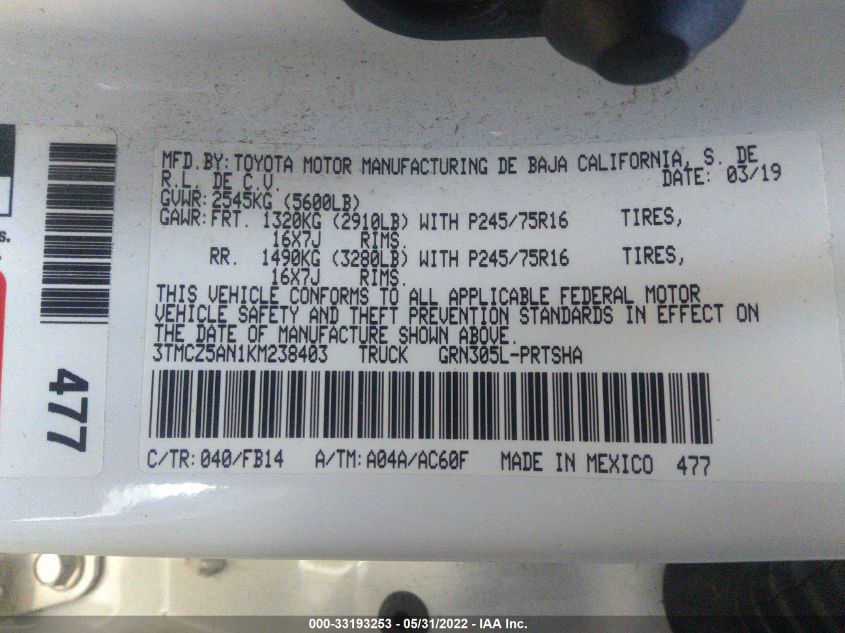 MFD.BY:TOYOTA MOTOR MANUFACTURING DE BAJA CALIFORNIA, S. DE
R.L. DE C.V. DATE: 03/19
GVWR:2545KG (5600LB)
GAWR:FRT. 1320KG (2910LB) WITH P245/75R16 TIRES,
16X7J RIMS.
RR. 1490KG (3280LB) WITH P245/75R16 TIRES,
16X7J RIMS.
THIS VEHICLE CONFORMS TO ALL APPLICABLE FEDERAL MOTOR
VEHICLE SAFETY AND THEFT PREVENTION STANDARDS IN EFFECT ON
THE DATE OF MANUFACTURE SHOWN ABOVE.
3TMCZ5AN1KM238403 TRUCK GRN305L-PRTSHA
C/TR:040/FB14 A/TM:A04A/AC60F MADE IN MEXICO 477
477
000-33193253 - 05/31/2022 - IAA Inc.